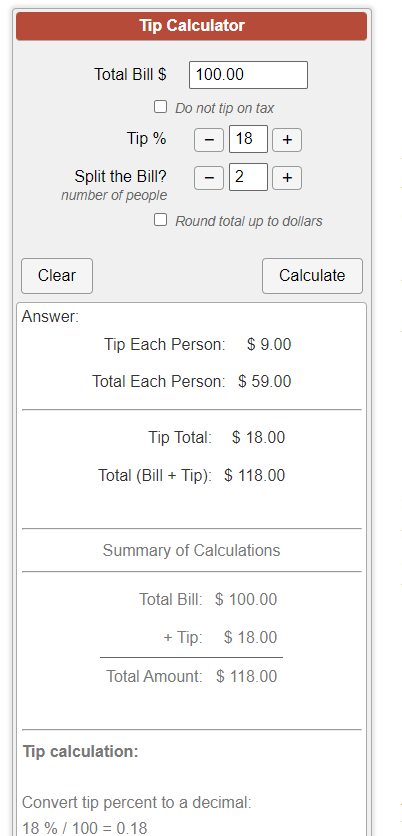 Tip Calculator
Total Bill $ 100.00
Do not tip on tax
Tip % − 18 +
Split the Bill? − 2 +
number of people
Round total up to dollars
Clear Calculate
Answer:
Tip Each Person: $ 9.00
Total Each Person: $ 59.00
Tip Total: $ 18.00
Total (Bill + Tip): $ 118.00
Summary of Calculations
Total Bill: $ 100.00
+ Tip: $ 18.00
Total Amount: $ 118.00
Tip calculation:
Convert tip percent to a decimal:
18 % / 100 = 0.18